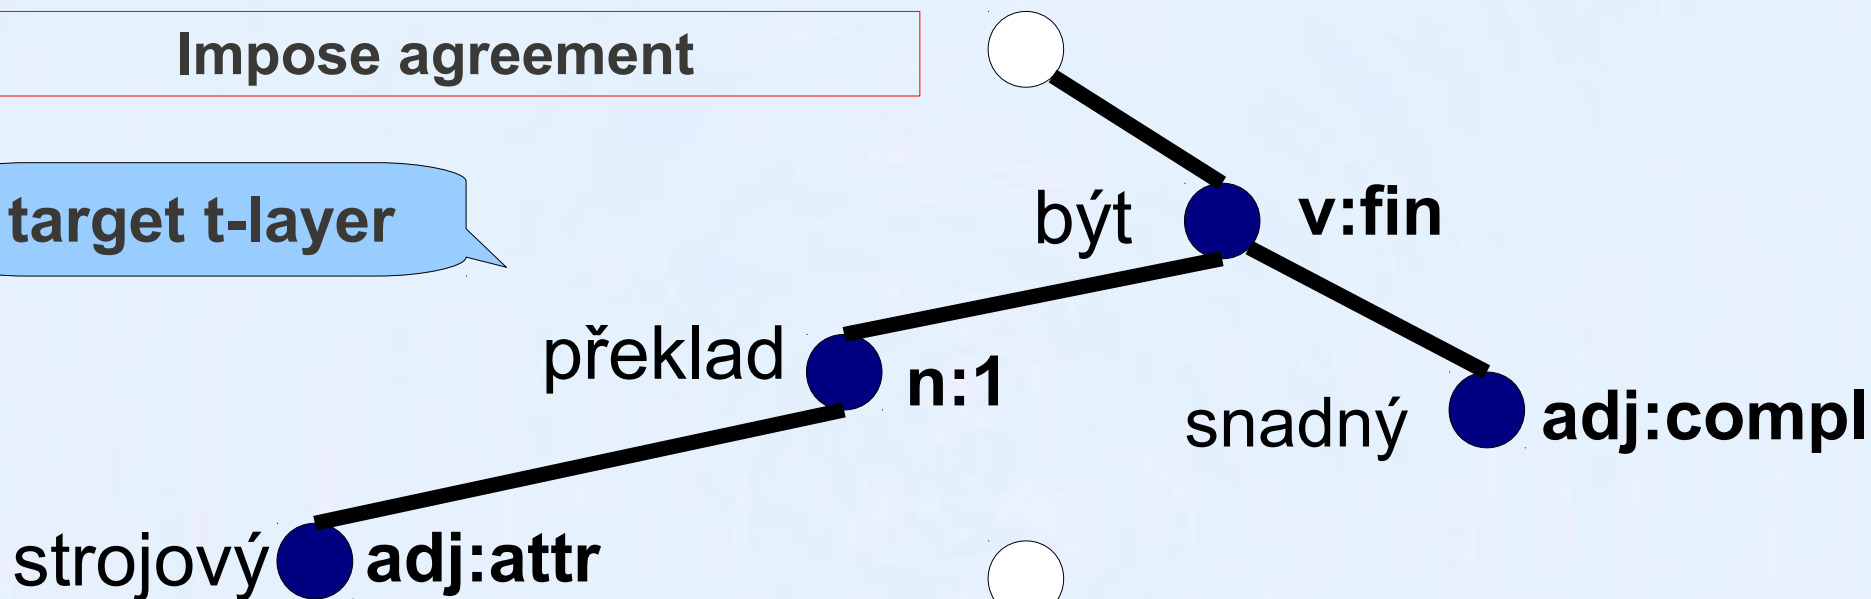 Impose agreement
target t-layer
být v:fin
překlad n:1
snadný adj:compl
strojový adj:attr